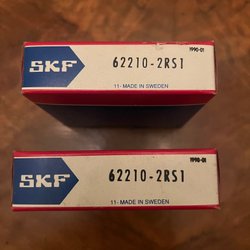 1990-01
SKF
62210-2RS1
11- MADE IN SWEDEN
1990-01
SKF
62210-2RS1
11- MADE IN SWEDEN